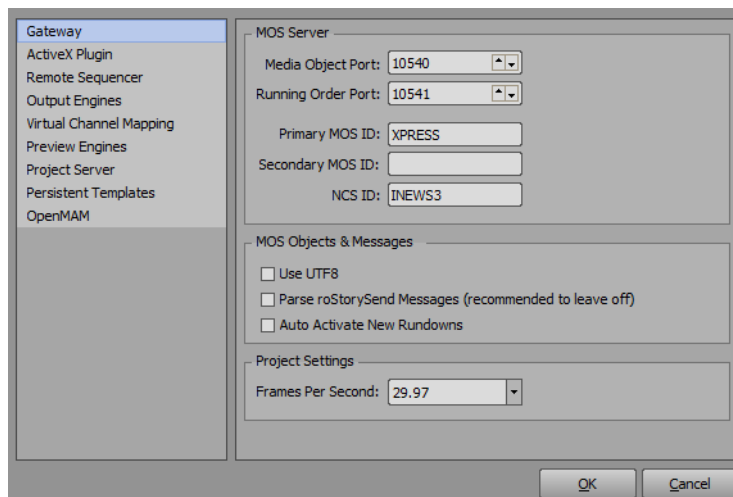 Gateway
ActiveX Plugin
Remote Sequencer
Output Engines
Virtual Channel Mapping
Preview Engines
Project Server
Persistent Templates
OpenMAM
MOS Server
Media Object Port: 10540
Running Order Port: 10541
Primary MOS ID: XPRESS
Secondary MOS ID:
NCS ID: INEWS3
MOS Objects & Messages
Use UTF8
Parse roStorySend Messages (recommended to leave off)
Auto Activate New Rundowns
Project Settings
Frames Per Second: 29.97
OK Cancel